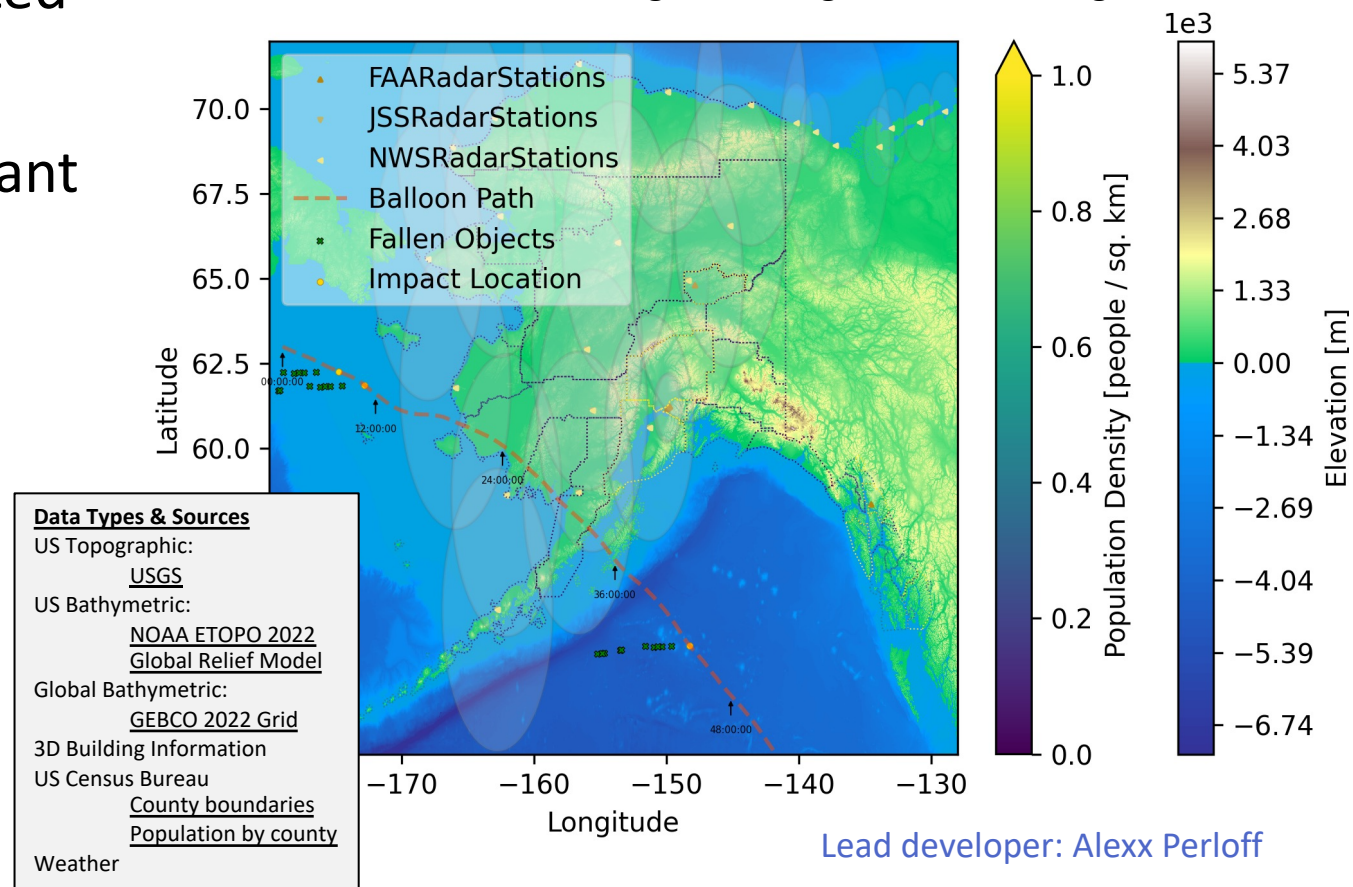 ant
FAARadarStations
JSSRadarStations
NWSRadarStations
Balloon Path
Fallen Objects
Impact Location
70.0
67.5
65.0
62.5
60.0
Latitude
00:00:00
12:00:00
24:00:00
36:00:00
48:00:00
−170
−160
−150
−140
−130
Longitude
1.0
0.8
0.6
0.4
0.2
0.0
Population Density [people / sq. km]
1e3
5.37
4.03
2.68
1.33
0.00
−1.34
−2.69
−4.04
−5.39
−6.74
Elevation [m]
Data Types & Sources
US Topographic:
USGS
US Bathymetric:
NOAA ETOPO 2022
Global Relief Model
Global Bathymetric:
GEBCO 2022 Grid
3D Building Information
US Census Bureau
County boundaries
Population by county
Weather
Lead developer: Alexx Perloff